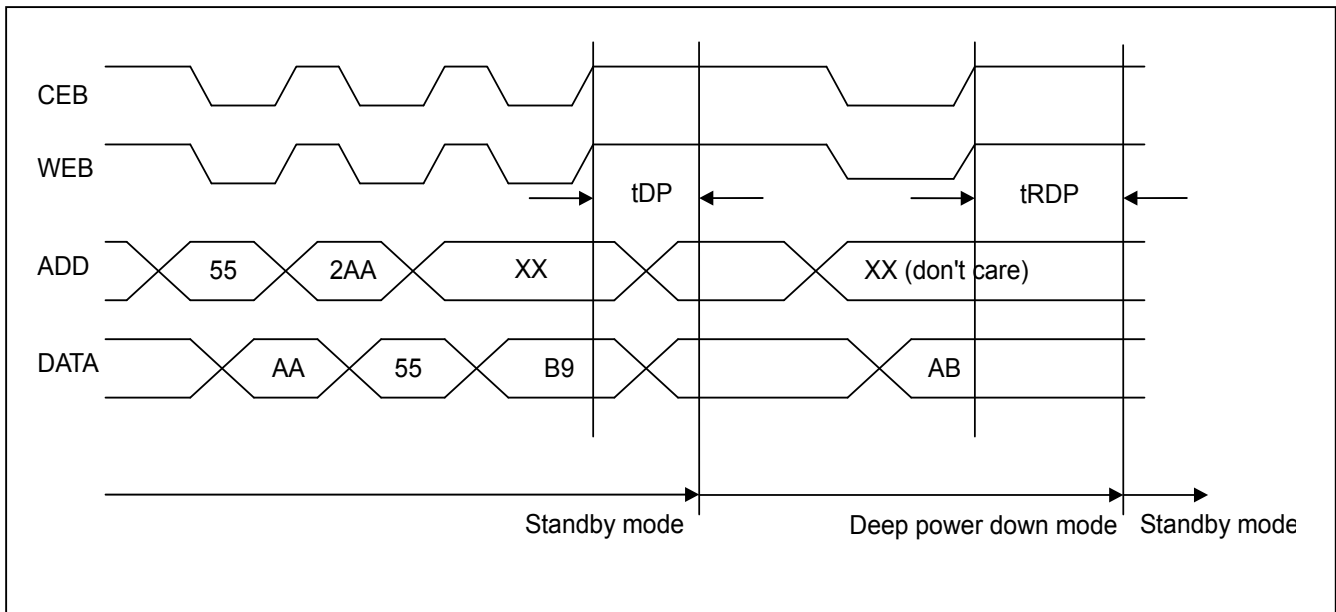 CEB
WEB
tDP
tRDP
ADD
55
2AA
XX
XX (don't care)
DATA
AA
55
B9
AB
Standby mode
Deep power down mode
Standby mode